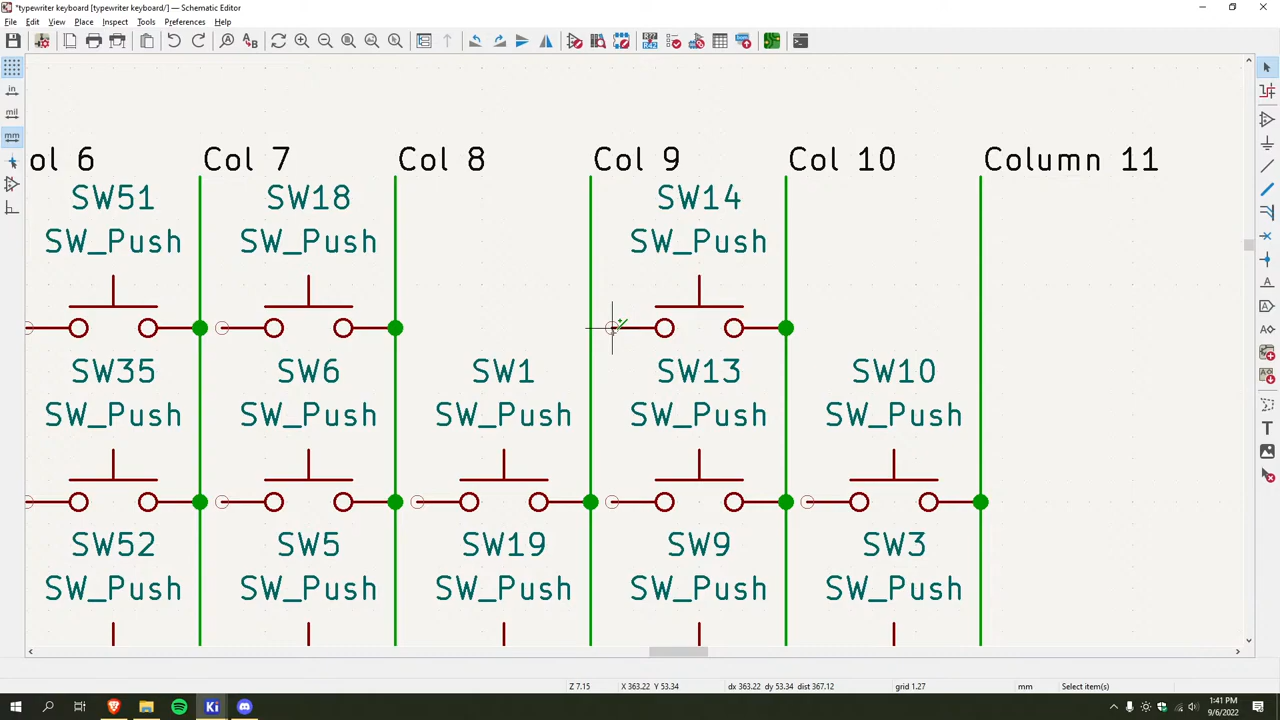 *typewriter keyboard [typewriter keyboard/] — Schematic Editor
File Edit View Place Inspect Tools Preferences Help
in
mil
mm
ol 6 Col 7 Col 8 Col 9 Col 10 Column 11
SW51 SW18 SW14
SW_Push SW_Push SW_Push
SW35 SW6 SW1 SW13 SW10
SW_Push SW_Push SW_Push SW_Push SW_Push
SW52 SW5 SW19 SW9 SW3
SW_Push SW_Push SW_Push SW_Push SW_Push
Z 7.15 X 363.22 Y 53.34 dx 363.22 dy 53.34 dist 367.12 grid 1.27 mm Select item(s)
Ki
1:41 PM
9/6/2022